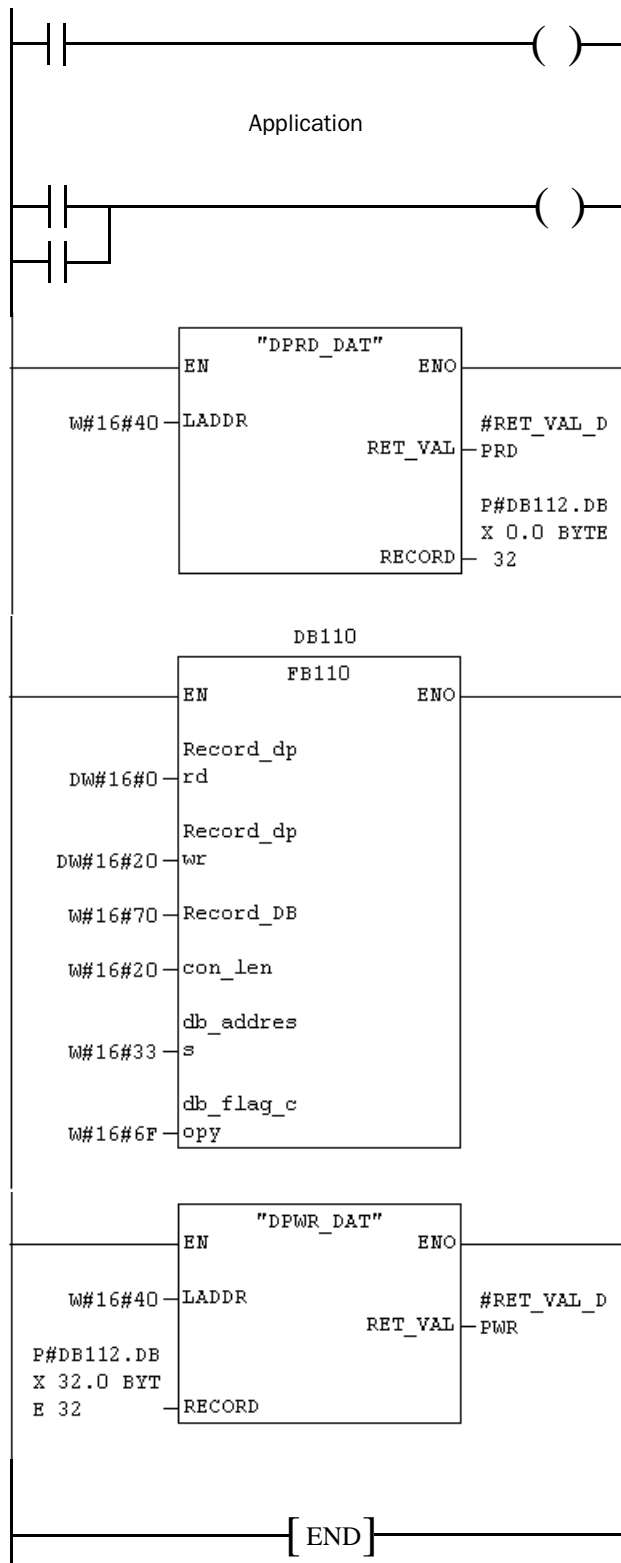 Application
"DPRD_DAT"
EN ENO
W#16#40 LADDR #RET_VAL_D
RET_VAL PRD
P#DB112.DB
X 0.0 BYTE
RECORD 32
DB110
FB110
EN ENO
Record_dp
DW#16#0 rd
Record_dp
DW#16#20 wr
W#16#70 Record_DB
W#16#20 con_len
db_addres
W#16#33 s
db_flag_c
W#16#6F opy
"DPWR_DAT"
EN ENO
W#16#40 LADDR #RET_VAL_D
RET_VAL PWR
P#DB112.DB
X 32.0 BYT
E 32 RECORD
[ END ]